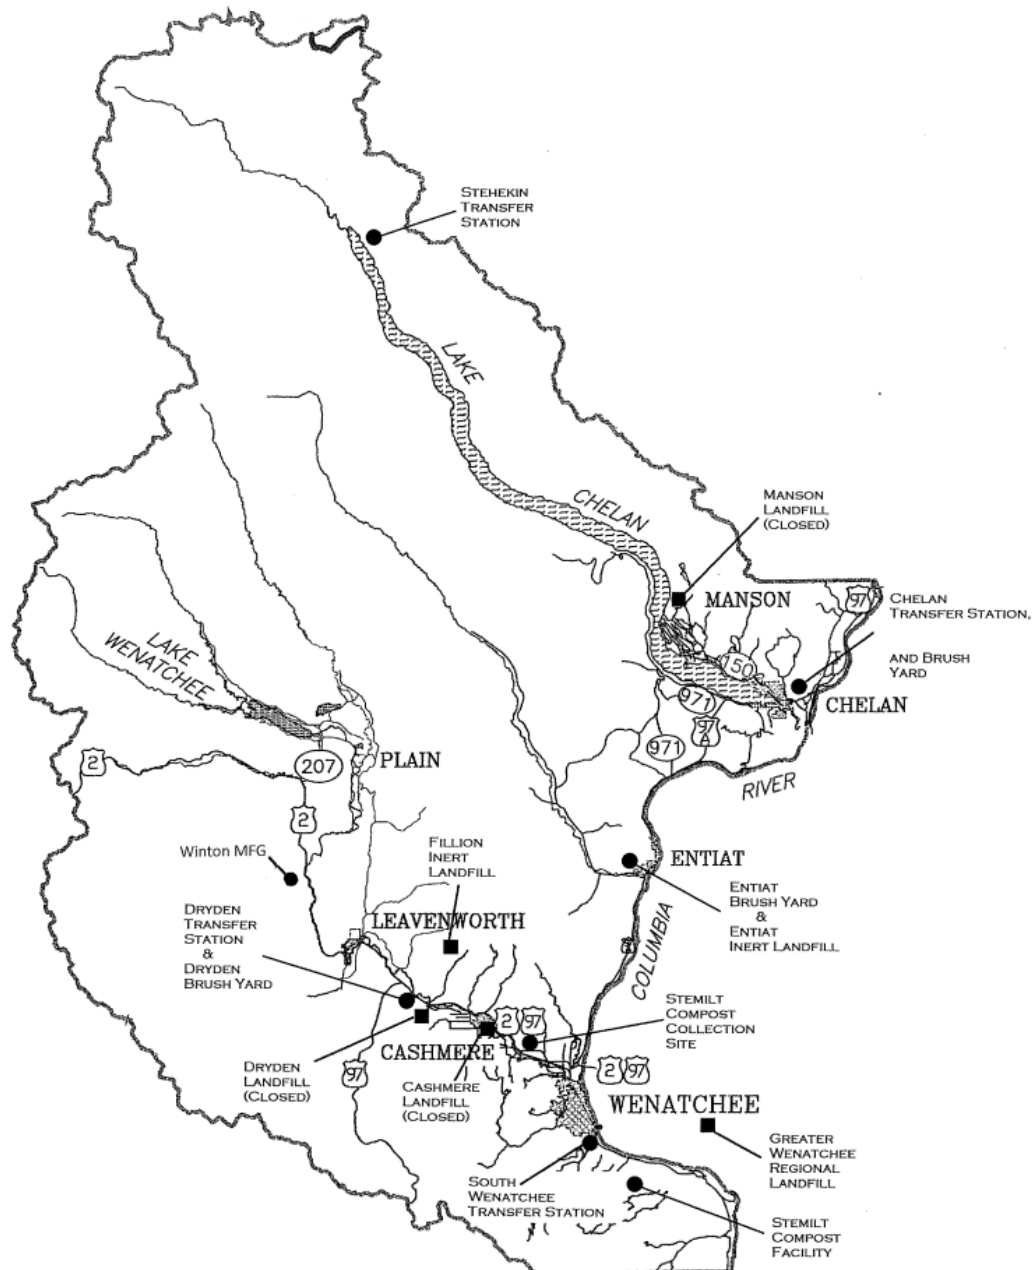 STEHEKIN
TRANSFER
STATION
LAKE
CHELAN
MANSON
LANDFILL
(CLOSED)
MANSON
97
CHELAN
TRANSFER STATION,
AND BRUSH
YARD
150
971
97
A
971
CHELAN
RIVER
LAKE
WENATCHEE
2
207
PLAIN
2
Winton MFG
FILLION
INERT
LANDFILL
ENTIAT
ENTIAT
BRUSH YARD
&
ENTIAT
INERT LANDFILL
DRYDEN
TRANSFER
STATION
&
DRYDEN
BRUSH YARD
LEAVENWORTH
COLUMBIA
STEMILT
COMPOST
COLLECTION
SITE
2 97
CASHMERE
97
DRYDEN
LANDFILL
(CLOSED)
CASHMERE
LANDFILL
(CLOSED)
2 97
WENATCHEE
GREATER
WENATCHEE
REGIONAL
LANDFILL
SOUTH
WENATCHEE
TRANSFER STATION
STEMILT
COMPOST
FACILITY